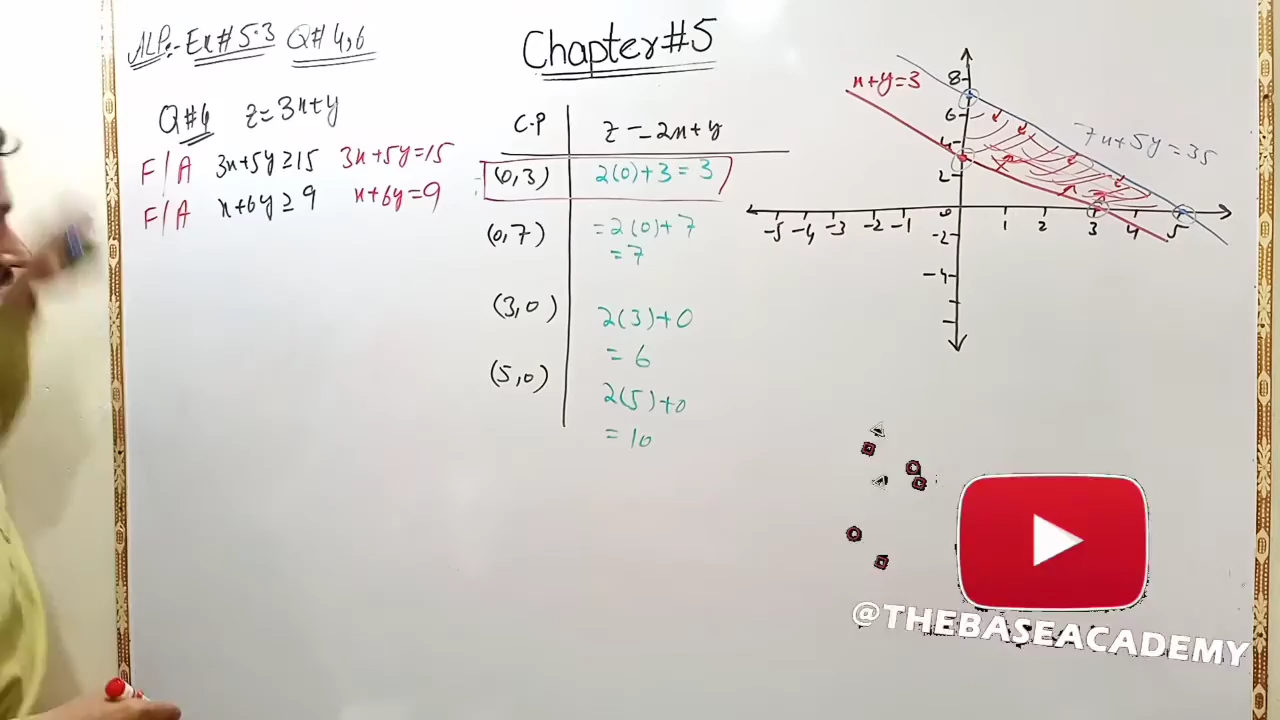 ALP:- Ex#5.3 Q# 4,6
Chapter#5
Q#4 z=3x+y
F/A 3x+5y≥15 3x+5y=15
F/A x+6y≥9 x+6y=9
C.P z=2x+y
(0,3) 2(0)+3=3
(0,7) =2(0)+7
=7
(3,0) 2(3)+0
=6
(5,0) 2(5)+0
=10
x+y=3
7x+5y=35
8
6
4
2
-5 -4 -3 -2 -1 0 1 2 3 4 5
-2
-4
@THEBASEACADEMY